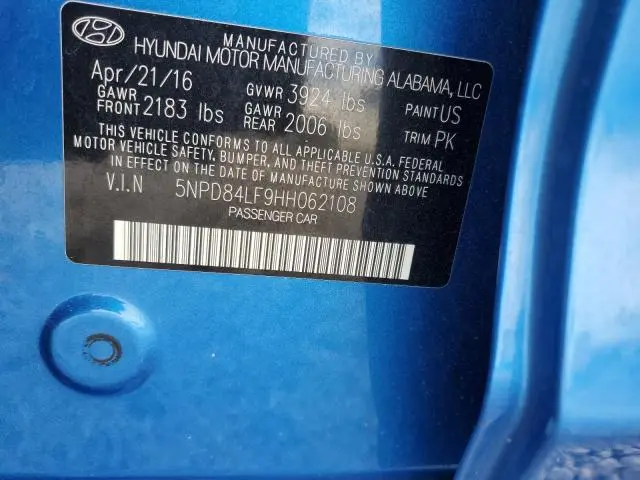 MANUFACTURED BY
HYUNDAI MOTOR MANUFACTURING ALABAMA, LLC
Apr/21/16 GVWR 3924 lbs PAINT US
GAWR FRONT 2183 lbs GAWR REAR 2006 lbs TRIM PK
THIS VEHICLE CONFORMS TO ALL APPLICABLE U.S.A. FEDERAL
MOTOR VEHICLE SAFETY, BUMPER, AND THEFT PREVENTION STANDARDS
IN EFFECT ON THE DATE OF MANUFACTURE SHOWN ABOVE.
V.I.N 5NPD84LF9HH062108
PASSENGER CAR